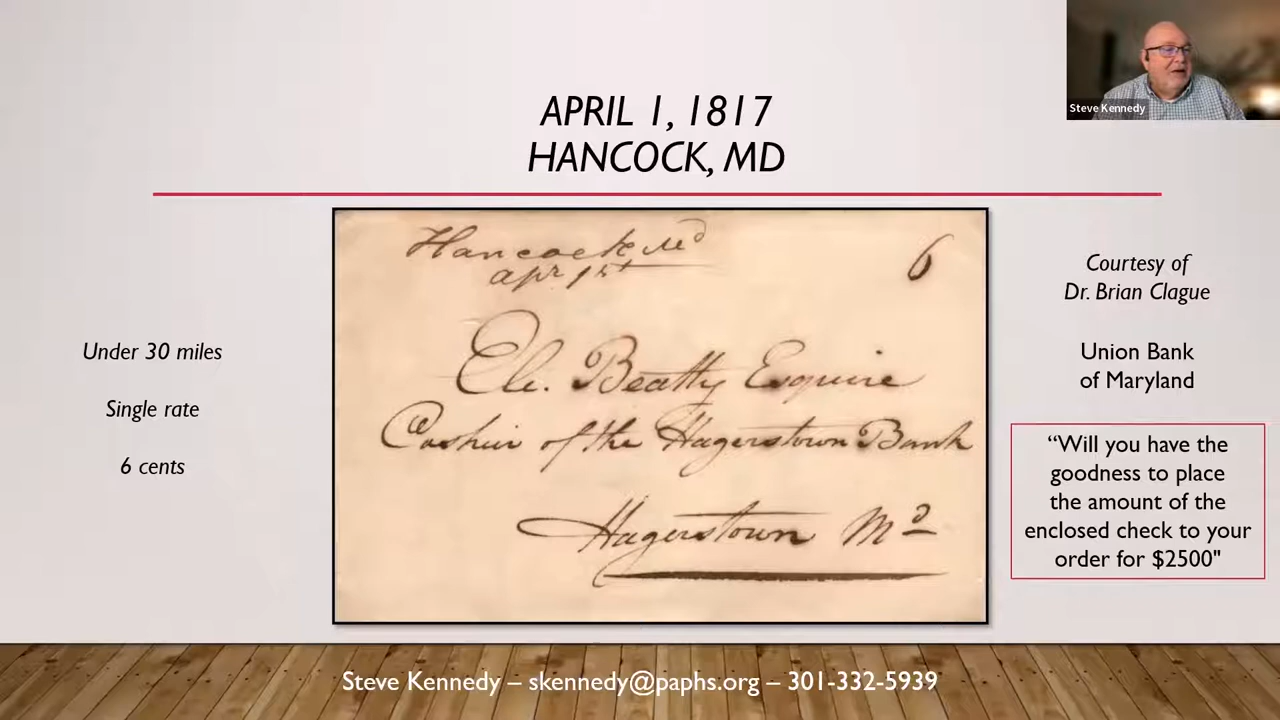 Steve Kennedy
APRIL 1, 1817
HANCOCK, MD
Under 30 miles
Single rate
6 cents
Hancock Md
apr 1st
6
Eli. Beatty Esquire
Cashier of the Hagerstown Bank
Hagerstown Md
Courtesy of
Dr. Brian Clague
Union Bank
of Maryland
“Will you have the
goodness to place
the amount of the
enclosed check to your
order for $2500"
Steve Kennedy – skennedy@paphs.org – 301-332-5939